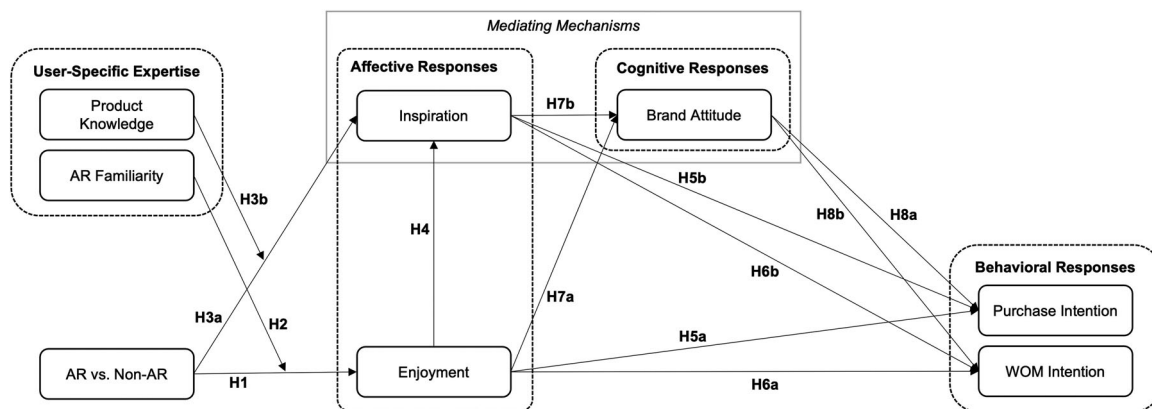 Mediating Mechanisms
User-Specific Expertise
Affective Responses
Cognitive Responses
Product
Knowledge
Inspiration
H7b
Brand Attitude
AR Familiarity
H3b
H4
H5b
H8b
H8a
H6b
H7a
Behavioral Responses
H3a
H2
Purchase Intention
H5a
AR vs. Non-AR
H1
Enjoyment
H6a
WOM Intention